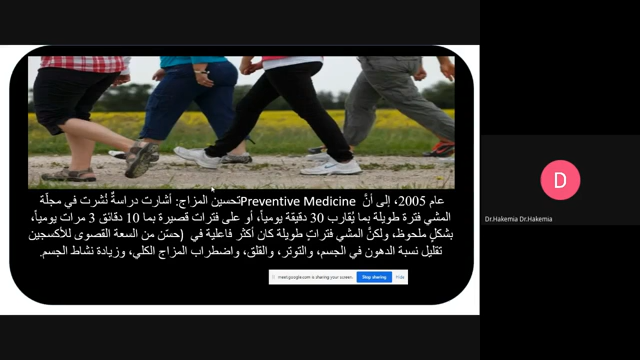 عام 2005، إلى أنَّ Preventive Medicineتحسين المزاج: أشارت دراسةٌ نُشرت في مجلّة
المشي فترة طويلة بما يُقارب 30 دقيقة يومياً، أو على فترات قصيرة بما 10 دقائق 3 مرات يومياً،
بشكلٍ ملحوظ، ولكنَّ المشي فتراتٍ طويلة كان أكثر فاعلية في (حسّن من السعة القصوى للأكسجين
تقليل نسبة الدهون في الجسم، والتوتر، والقلق، واضطراب المزاج الكلي، وزيادة نشاط الجسم.
meet.google.com is sharing your screen. Stop sharing Hide
D
Dr.Hakemia Dr.Hakemia